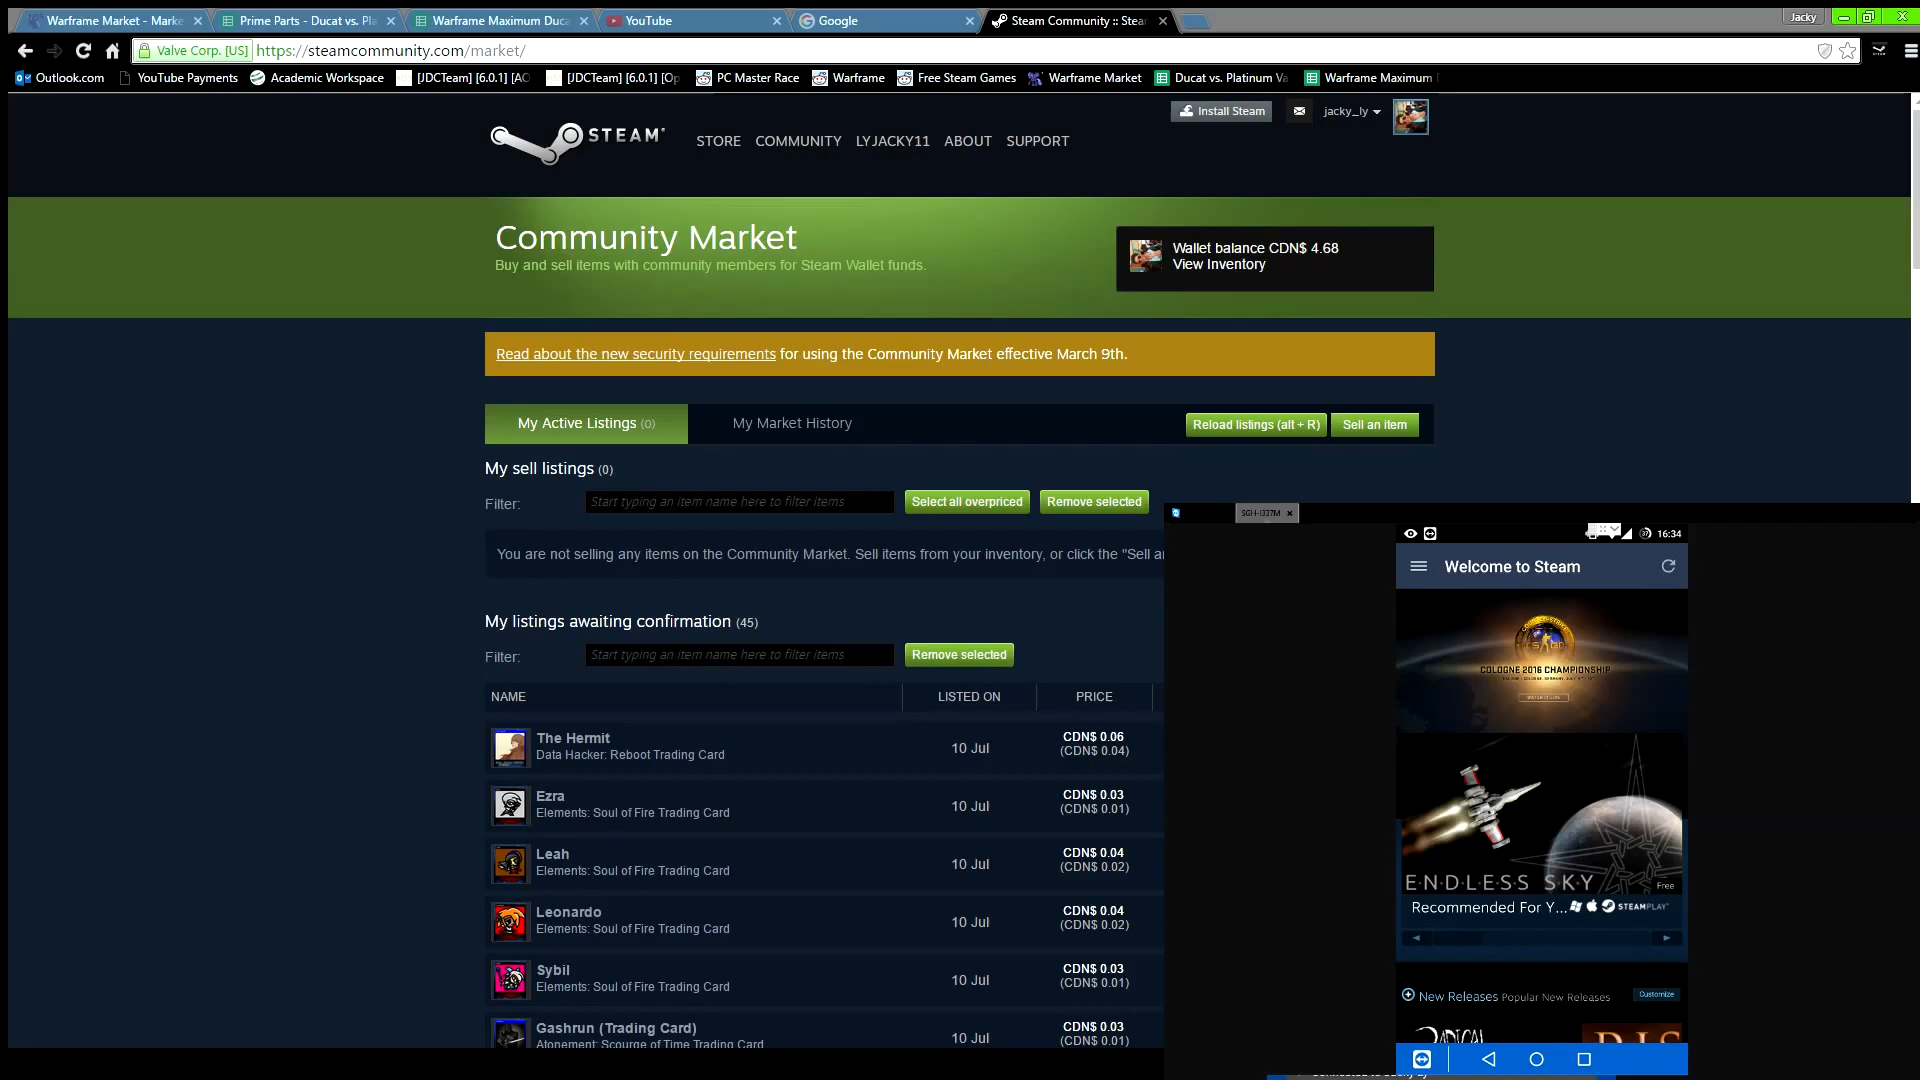 Warframe Market - Marke
Prime Parts - Ducat vs. Pla
Warframe Maximum Duca
YouTube
Google
Steam Community :: Stea
Jacky
Valve Corp. [US] https://steamcommunity.com/market/
Outlook.com
YouTube Payments
Academic Workspace
[JDCTeam] [6.0.1] [AO
[JDCTeam] [6.0.1] [Op
PC Master Race
Warframe
Free Steam Games
Warframe Market
Ducat vs. Platinum Va
Warframe Maximum
Install Steam
jacky_ly
STEAM
STORE COMMUNITY LYJACKY11 ABOUT SUPPORT
Community Market
Buy and sell items with community members for Steam Wallet funds.
Wallet balance CDN$ 4.68
View Inventory
Read about the new security requirements for using the Community Market effective March 9th.
My Active Listings (0)
My Market History
Reload listings (alt + R)
Sell an item
My sell listings (0)
Filter:
Start typing an item name here to filter items
Select all overpriced
Remove selected
You are not selling any items on the Community Market. Sell items from your inventory, or click the "Sell a
My listings awaiting confirmation (45)
Filter:
Start typing an item name here to filter items
Remove selected
NAME LISTED ON PRICE
The Hermit
Data Hacker: Reboot Trading Card
10 Jul
CDN$ 0.06
(CDN$ 0.04)
Ezra
Elements: Soul of Fire Trading Card
10 Jul
CDN$ 0.03
(CDN$ 0.01)
Leah
Elements: Soul of Fire Trading Card
10 Jul
CDN$ 0.04
(CDN$ 0.02)
Leonardo
Elements: Soul of Fire Trading Card
10 Jul
CDN$ 0.04
(CDN$ 0.02)
Sybil
Elements: Soul of Fire Trading Card
10 Jul
CDN$ 0.03
(CDN$ 0.01)
Gashrun (Trading Card)
Atonement: Scourge of Time Trading Card
10 Jul
CDN$ 0.03
(CDN$ 0.01)
SGH-I337M
37 16:34
Welcome to Steam
CS GO
COLOGNE 2016 CHAMPIONSHIP
ENDLESS SKY
Free
Recommended For Y...
STEAMPLAY
New Releases Popular New Releases
Customize
RADICAL